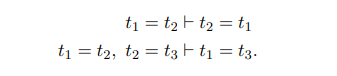 t₁ = t₂ ⊢ t₂ = t₁
t₁ = t₂, t₂ = t₃ ⊢ t₁ = t₃.